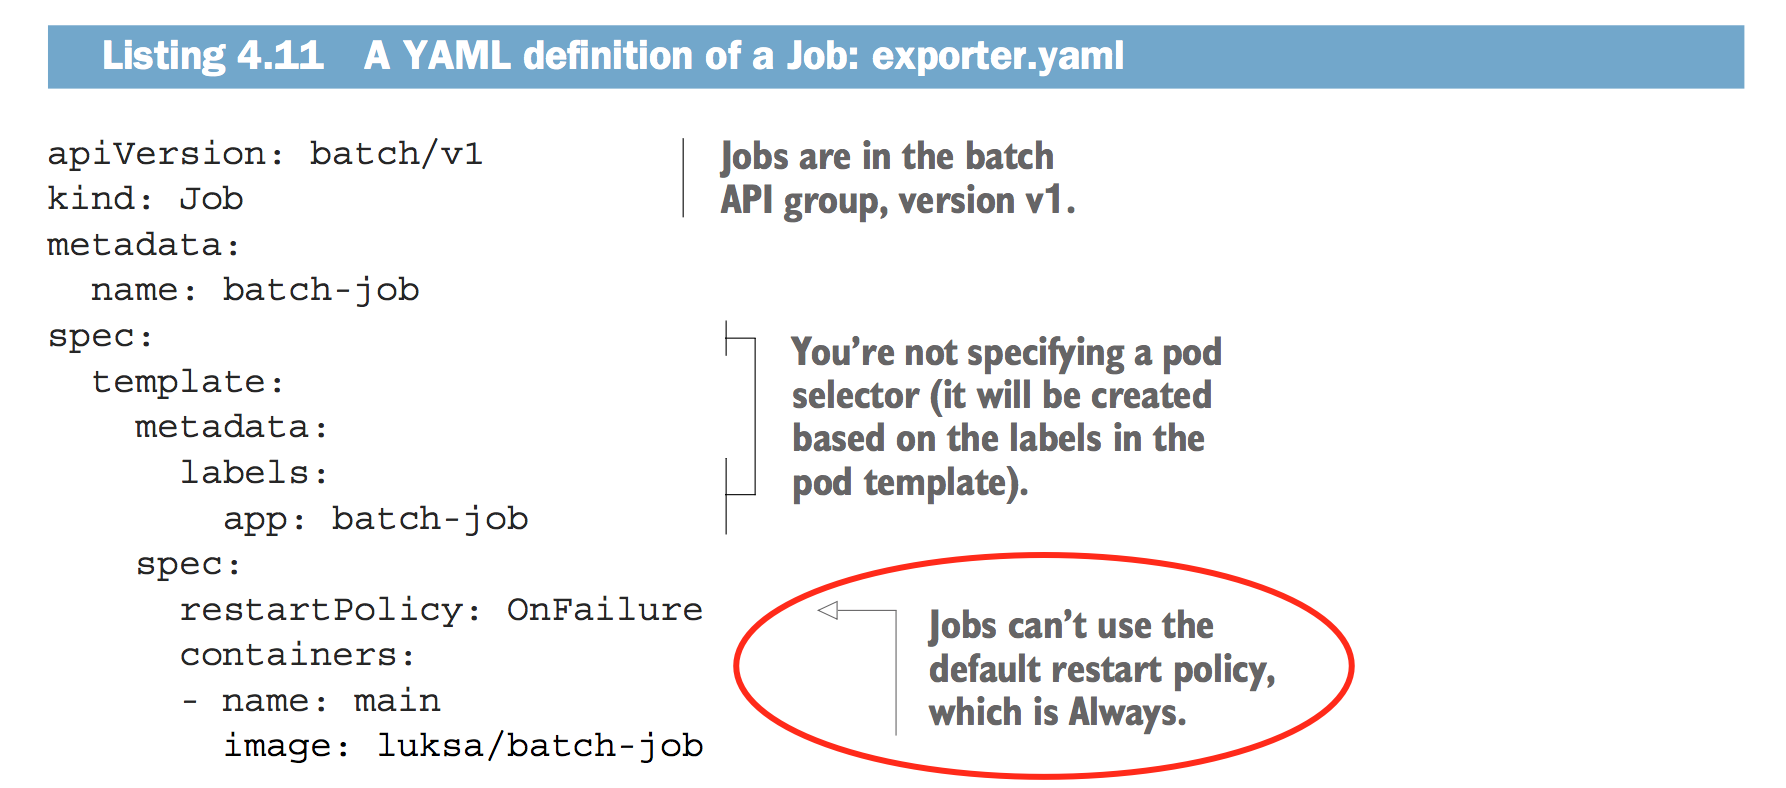 Listing 4.11 A YAML definition of a Job: exporter.yaml
apiVersion: batch/v1
kind: Job
metadata:
  name: batch-job
spec:
  template:
    metadata:
      labels:
        app: batch-job
    spec:
      restartPolicy: OnFailure
      containers:
      - name: main
        image: luksa/batch-job
Jobs are in the batch
API group, version v1.
You're not specifying a pod
selector (it will be created
based on the labels in the
pod template).
Jobs can't use the
default restart policy,
which is Always.